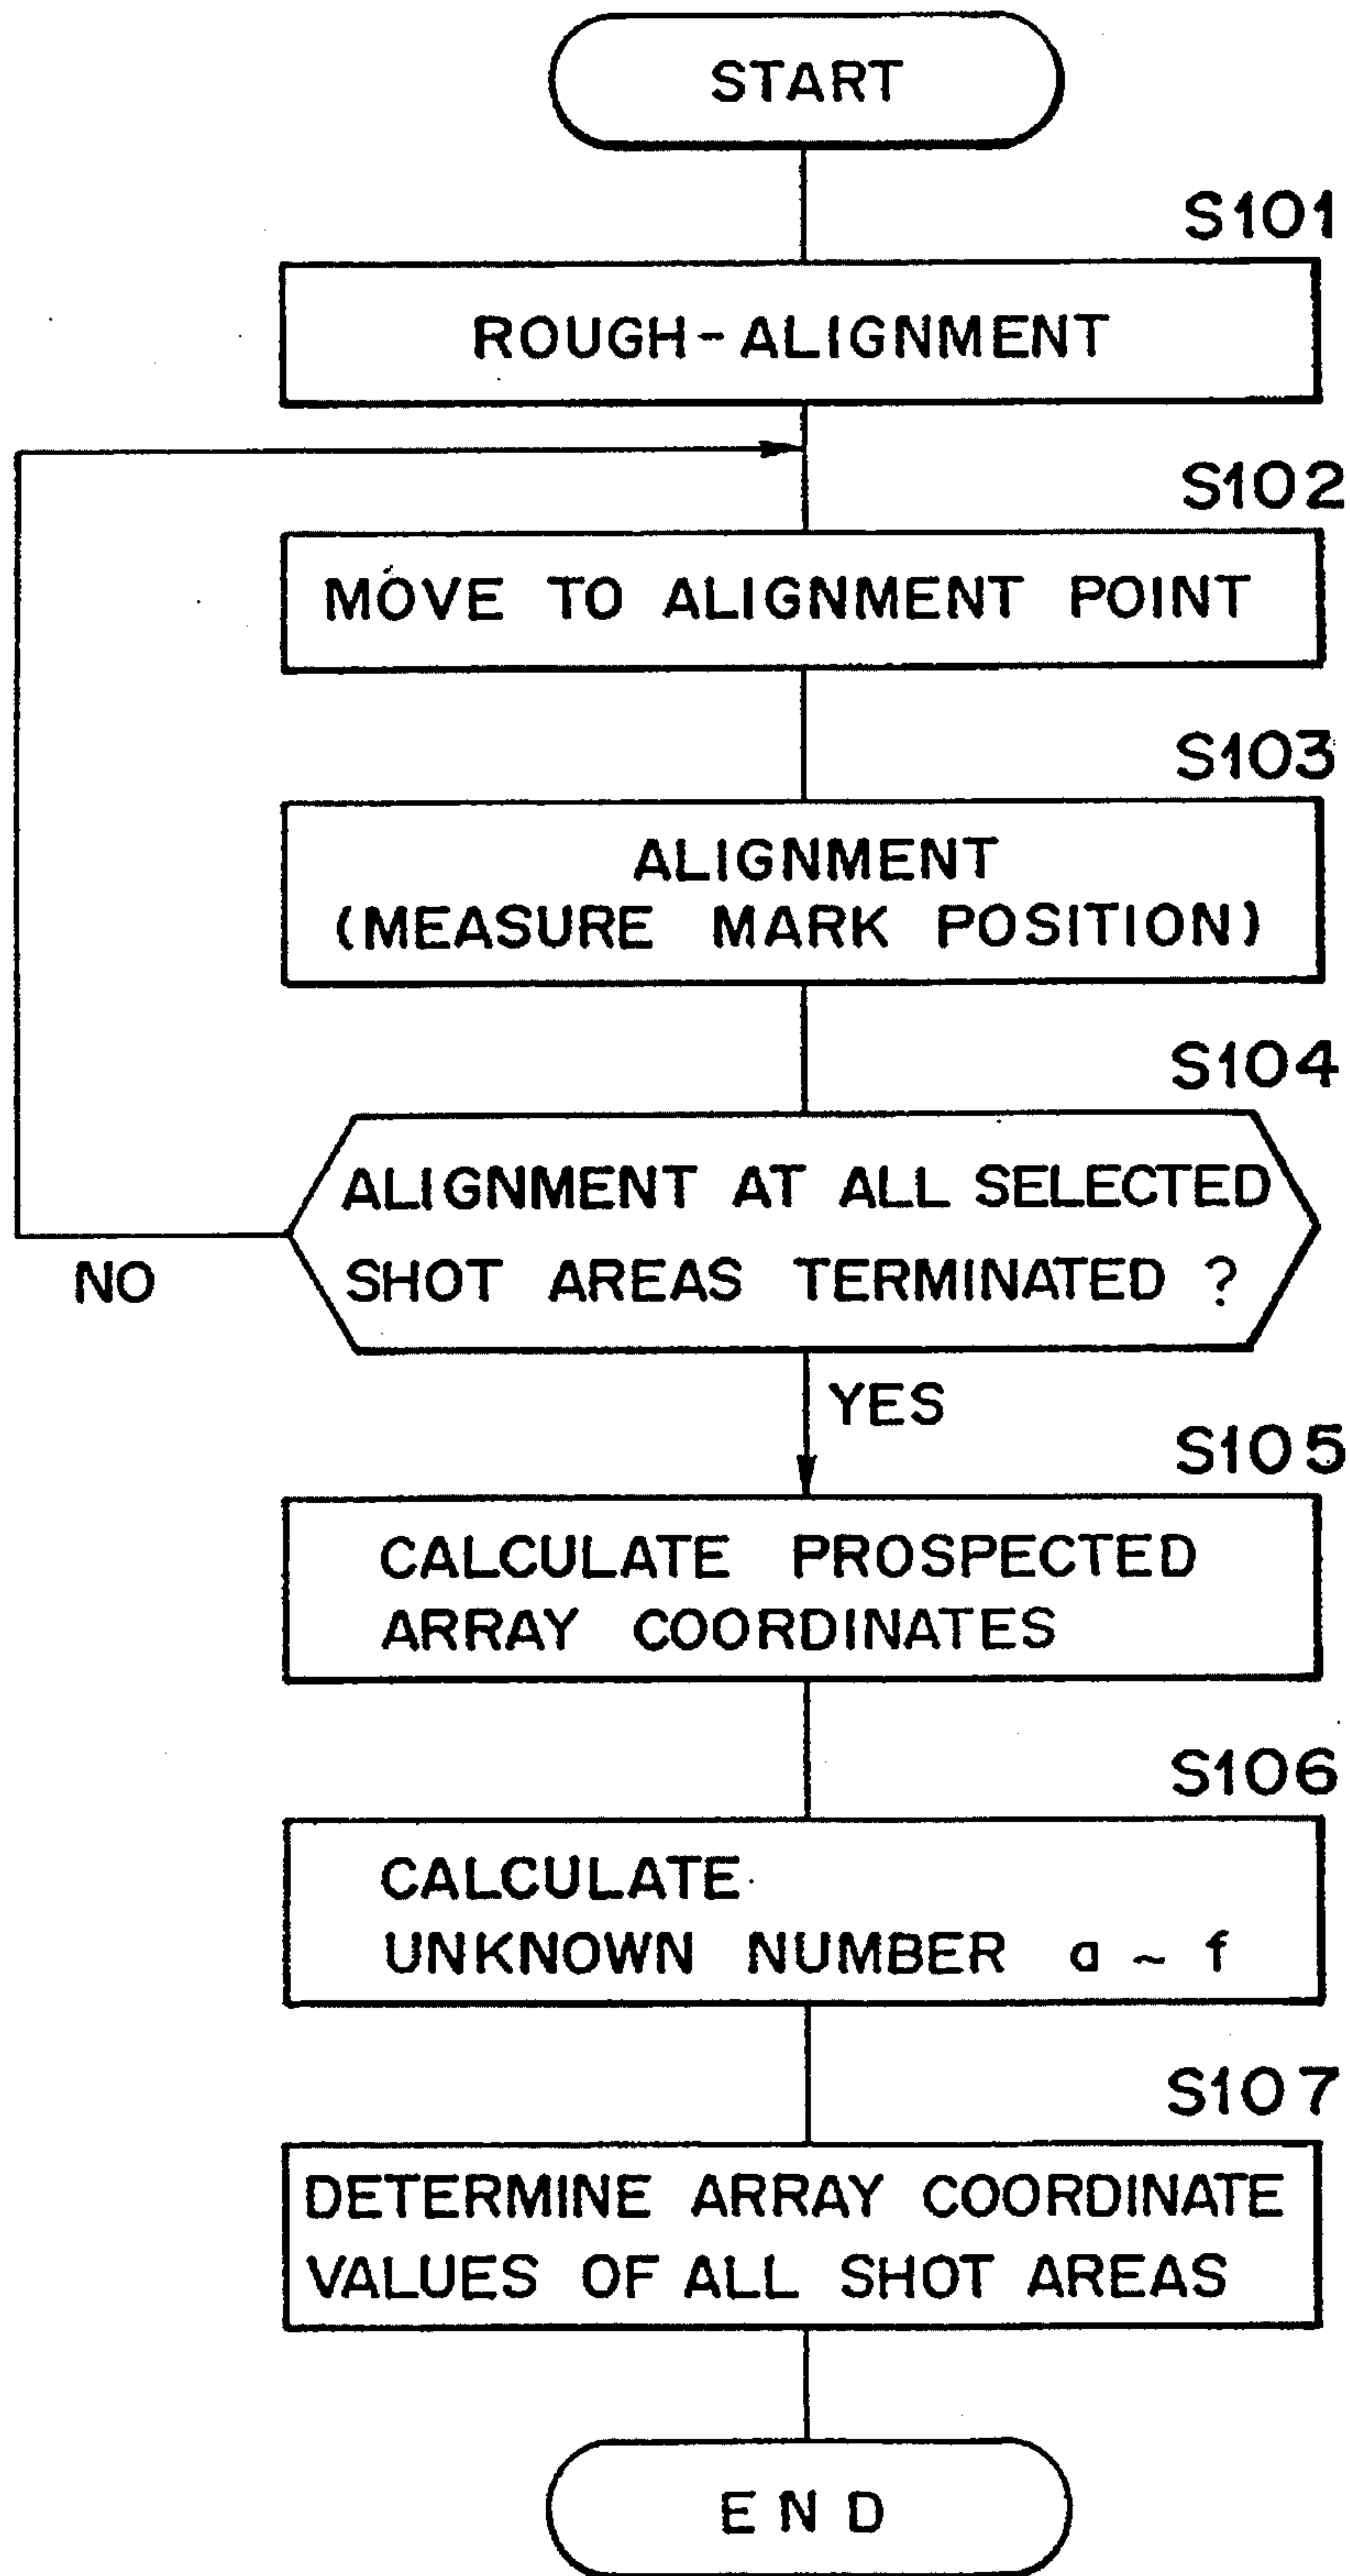 START
S101
ROUGH-ALIGNMENT
S102
MOVE TO ALIGNMENT POINT
S103
ALIGNMENT
(MEASURE MARK POSITION)
S104
ALIGNMENT AT ALL SELECTED
SHOT AREAS TERMINATED ?
NO
YES
S105
CALCULATE PROSPECTED
ARRAY COORDINATES
S106
CALCULATE
UNKNOWN NUMBER a ~ f
S107
DETERMINE ARRAY COORDINATE
VALUES OF ALL SHOT AREAS
END